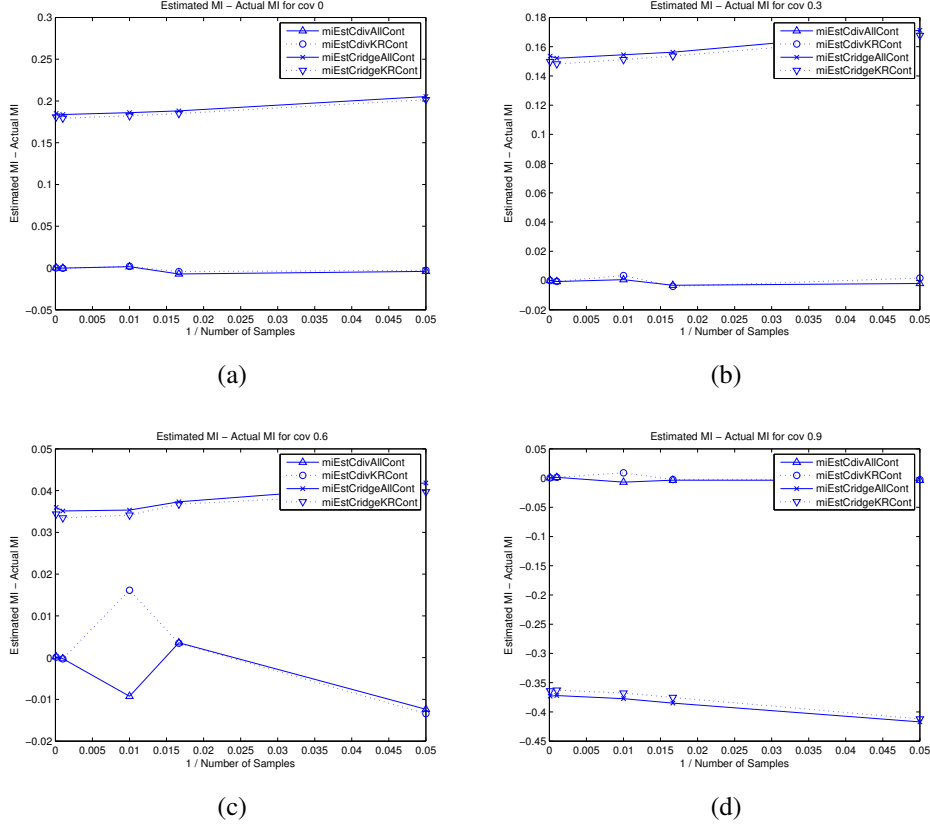 Estimated MI − Actual MI for cov 0
0.3
0.25
0.2
0.15
0.1
0.05
0
−0.05
Estimated MI − Actual MI
miEstCdivAllCont
miEstCdivKRCont
miEstCridgeAllCont
miEstCridgeKRCont
0 0.005 0.01 0.015 0.02 0.025 0.03 0.035 0.04 0.045 0.05
1 / Number of Samples
(a)
Estimated MI − Actual MI for cov 0.3
0.18
0.16
0.14
0.12
0.1
0.08
0.06
0.04
0.02
0
−0.02
Estimated MI − Actual MI
miEstCdivAllCont
miEstCdivKRCont
miEstCridgeAllCont
miEstCridgeKRCont
0 0.005 0.01 0.015 0.02 0.025 0.03 0.035 0.04 0.045 0.05
1 / Number of Samples
(b)
Estimated MI − Actual MI for cov 0.6
0.05
0.04
0.03
0.02
0.01
0
−0.01
−0.02
Estimated MI − Actual MI
miEstCdivAllCont
miEstCdivKRCont
miEstCridgeAllCont
miEstCridgeKRCont
0 0.005 0.01 0.015 0.02 0.025 0.03 0.035 0.04 0.045 0.05
1 / Number of Samples
(c)
Estimated MI − Actual MI for cov 0.9
0.05
0
−0.05
−0.1
−0.15
−0.2
−0.25
−0.3
−0.35
−0.4
−0.45
Estimated MI − Actual MI
miEstCdivAllCont
miEstCdivKRCont
miEstCridgeAllCont
miEstCridgeKRCont
0 0.005 0.01 0.015 0.02 0.025 0.03 0.035 0.04 0.045 0.05
1 / Number of Samples
(d)